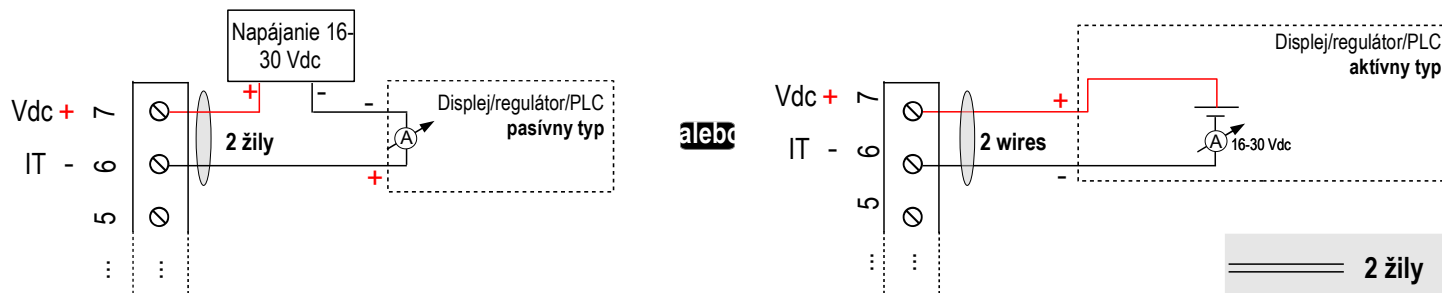 Napájanie 16-
30 Vdc
+
-
-
Vdc + 7
Displej/regulátor/PLC
pasívny typ
A
2 žily
IT - 6
+
5
...
...
alebo
Displej/regulátor/PLC
aktívny typ
Vdc + 7
+
2 wires
A
16-30 Vdc
IT - 6
-
5
...
...
2 žily